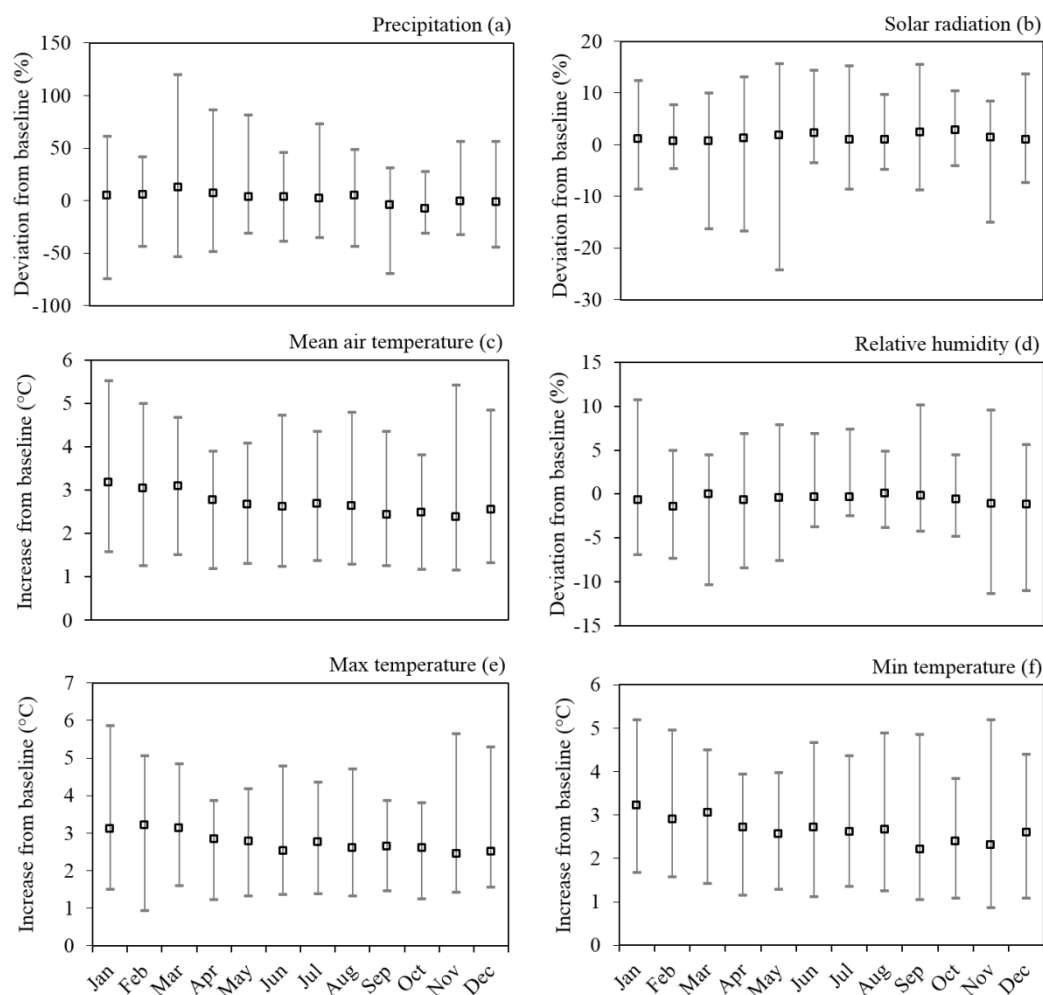 Precipitation (a)
Deviation from baseline (%)
150
100
50
0
-50
-100
Solar radiation (b)
Deviation from baseline (%)
20
10
0
-10
-20
-30
Mean air temperature (c)
Increase from baseline (°C)
6
5
4
3
2
1
0
Relative humidity (d)
Deviation from baseline (%)
15
10
5
0
-5
-10
-15
Max temperature (e)
Increase from baseline (°C)
7
6
5
4
3
2
1
0
Jan Feb Mar Apr May Jun Jul Aug Sep Oct Nov Dec
Min temperature (f)
Increase from baseline (°C)
6
5
4
3
2
1
0
Jan Feb Mar Apr May Jun Jul Aug Sep Oct Nov Dec